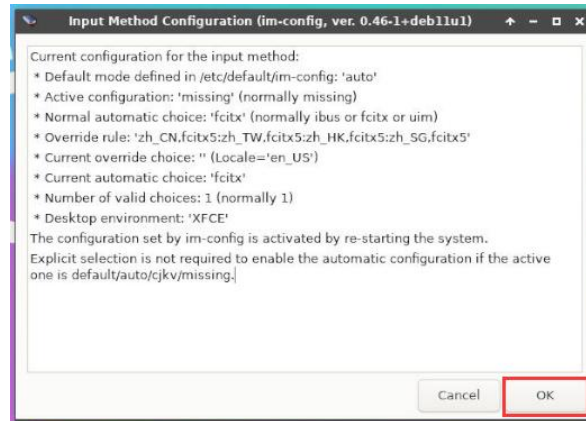 Input Method Configuration (im-config, ver. 0.46-1+deb11u1)
Current configuration for the input method:
* Default mode defined in /etc/default/im-config: 'auto'
* Active configuration: 'missing' (normally missing)
* Normal automatic choice: 'fcitx' (normally ibus or fcitx or uim)
* Override rule: 'zh_CN,fcitx5:zh_TW,fcitx5:zh_HK,fcitx5:zh_SG,fcitx5'
* Current override choice: '' (Locale='en_US')
* Current automatic choice: 'fcitx'
* Number of valid choices: 1 (normally 1)
* Desktop environment: 'XFCE'
The configuration set by im-config is activated by re-starting the system.
Explicit selection is not required to enable the automatic configuration if the active
one is default/auto/cjkv/missing.
Cancel OK